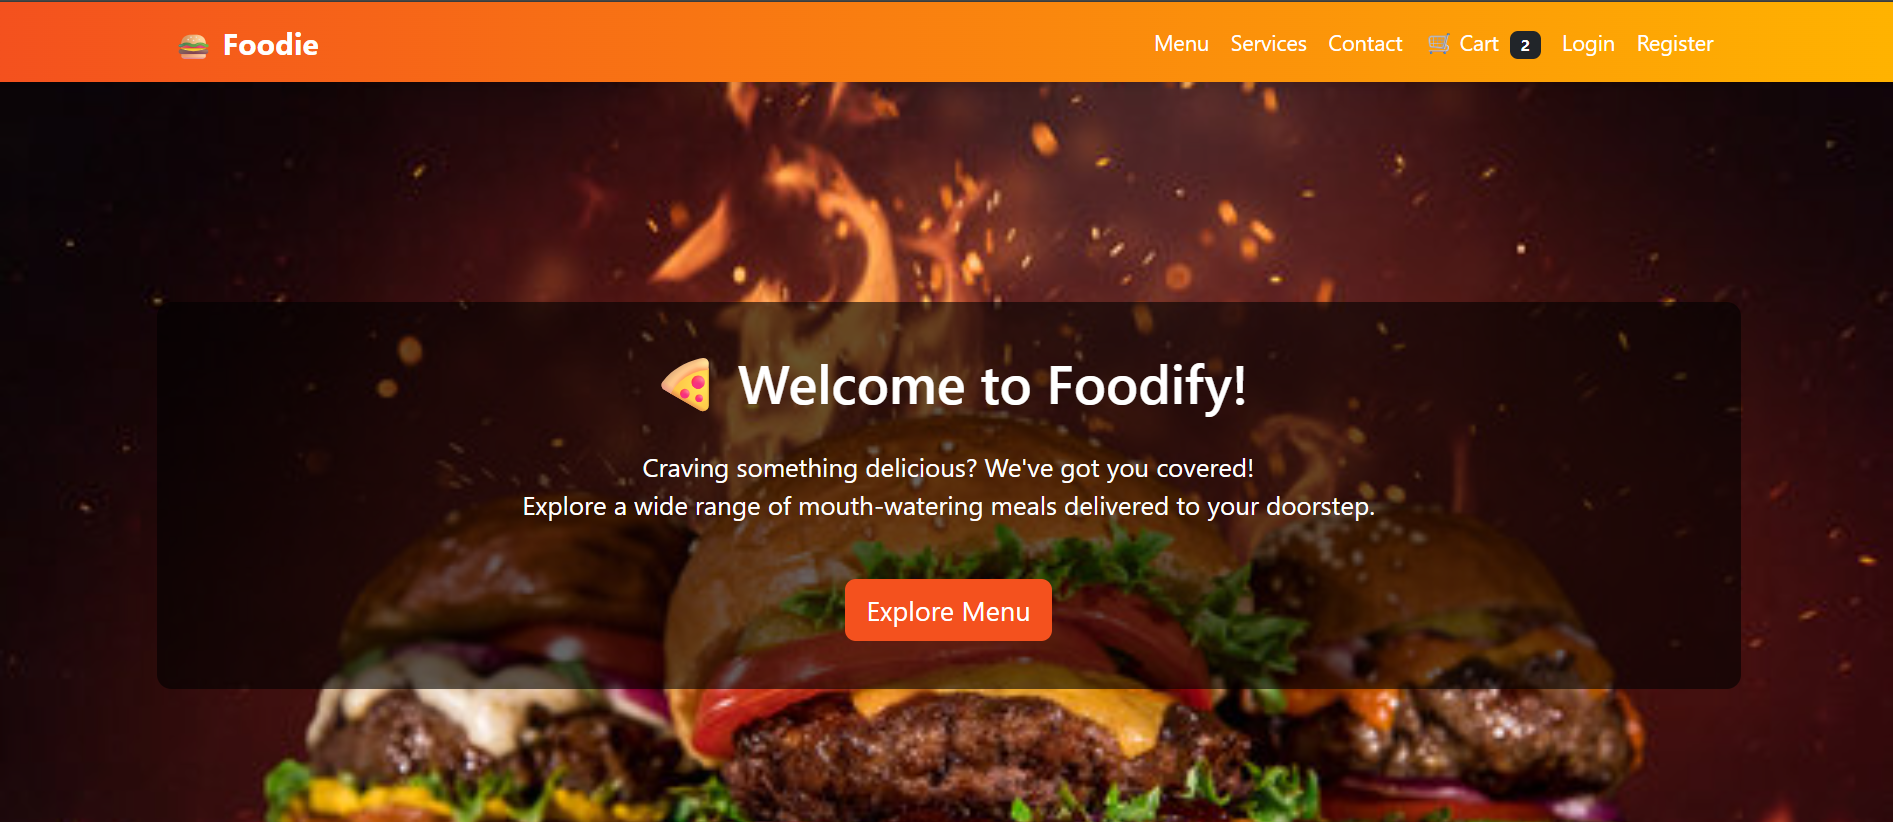 🍔 Foodie
Menu Services Contact 🛒 Cart 2 Login Register
🍕 Welcome to Foodify!
Craving something delicious? We've got you covered!
Explore a wide range of mouth-watering meals delivered to your doorstep.
Explore Menu